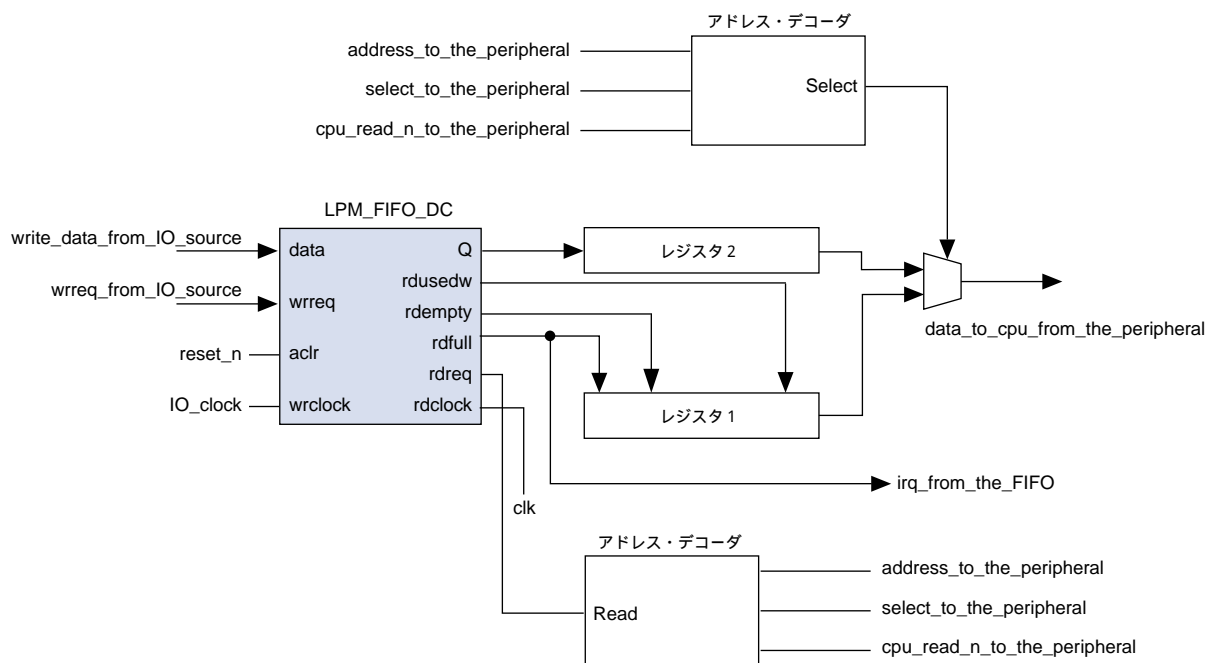 アドレス・デコーダ
address_to_the_peripheral
select_to_the_peripheral
Select
cpu_read_n_to_the_peripheral
LPM_FIFO_DC
write_data_from_IO_source
data
Q
レジスタ 2
wrreq_from_IO_source
wrreq
rdusedw
rdempty
data_to_cpu_from_the_peripheral
rdfull
reset_n
aclr
rdreq
IO_clock
wrclock
rdclock
レジスタ 1
clk
irq_from_the_FIFO
アドレス・デコーダ
address_to_the_peripheral
Read
select_to_the_peripheral
cpu_read_n_to_the_peripheral